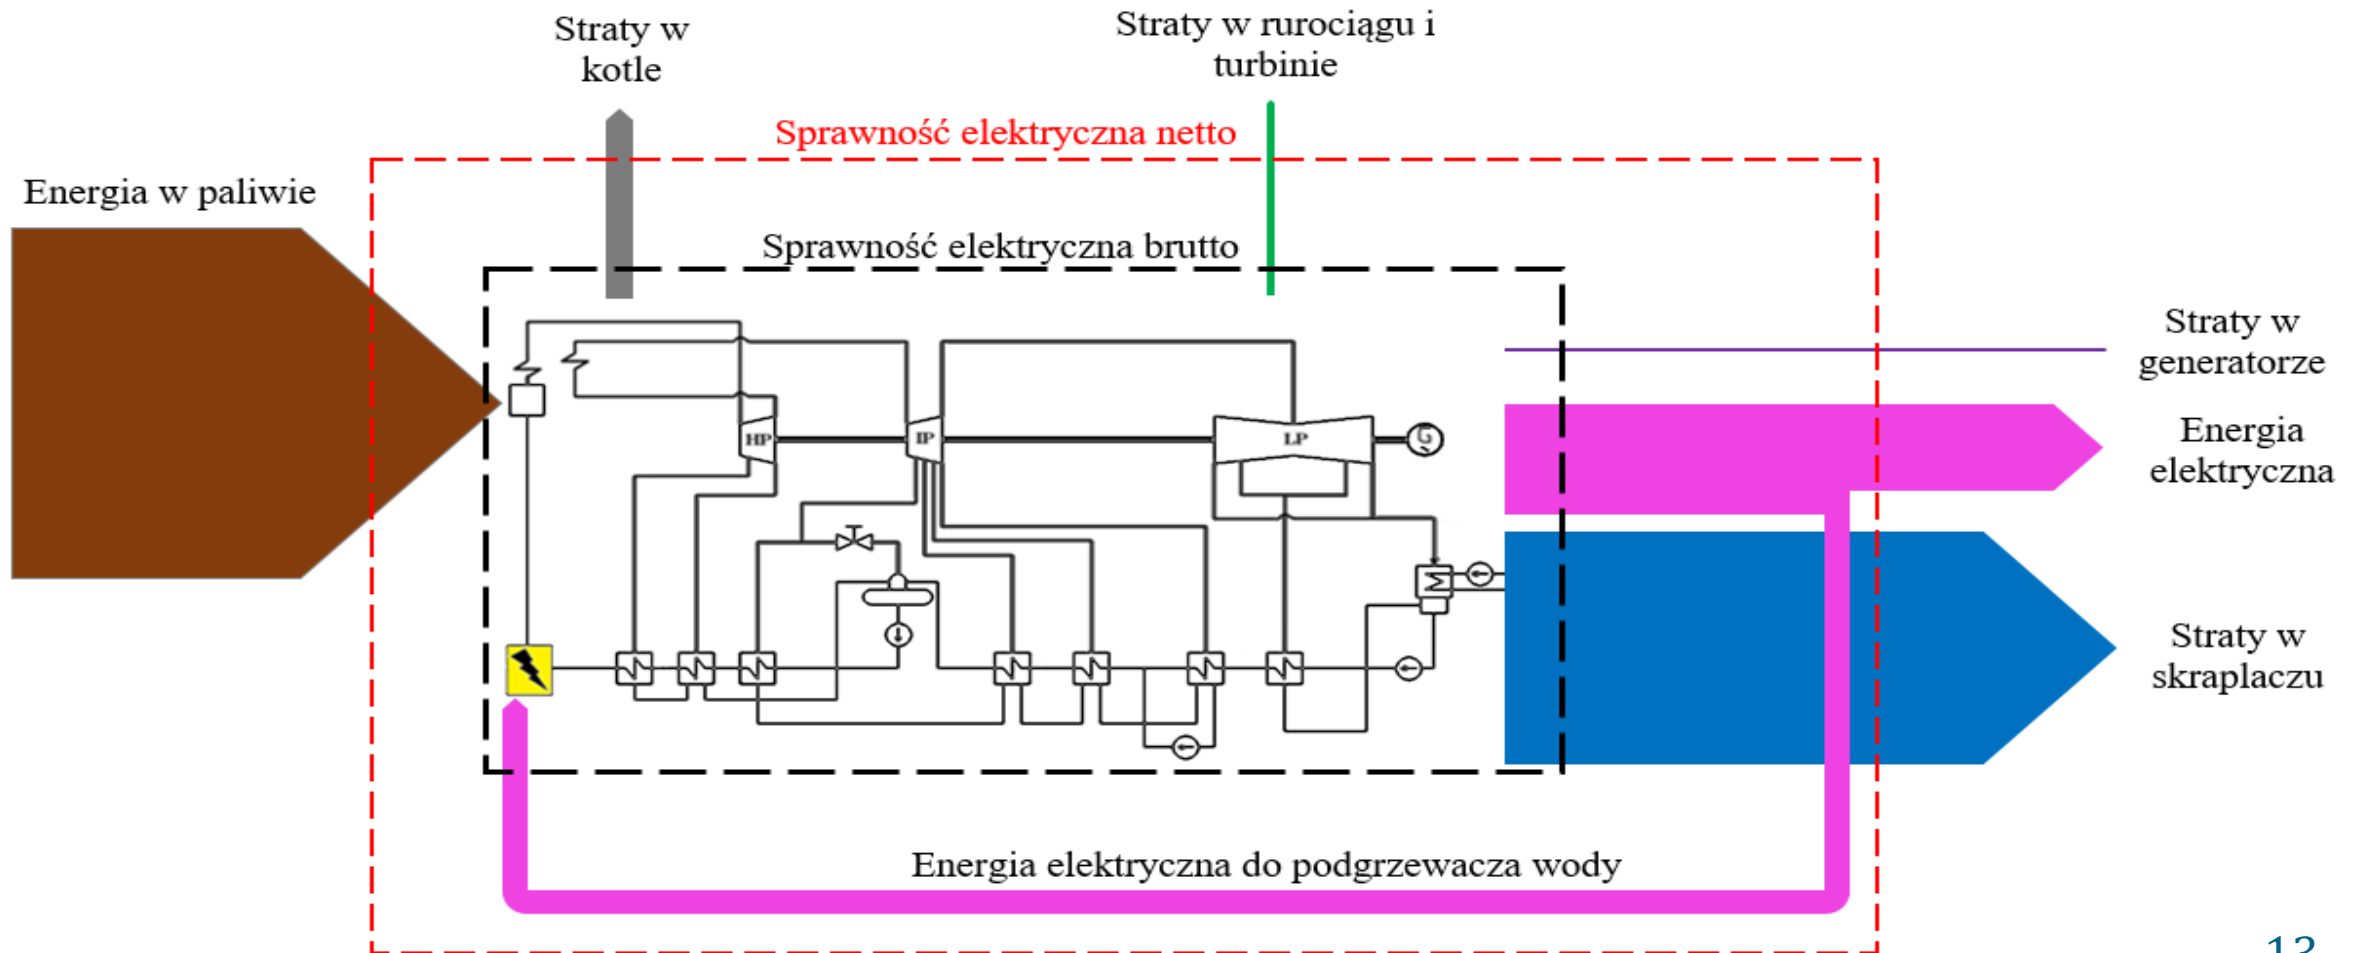 Straty w
kotle
Straty w rurociągu i
turbinie
Sprawność elektryczna netto
Energia w paliwie
Sprawność elektryczna brutto
Straty w
generatorze
HP
IP
LP
G
Energia
elektryczna
Straty w
skraplaczu
Energia elektryczna do podgrzewacza wody
13